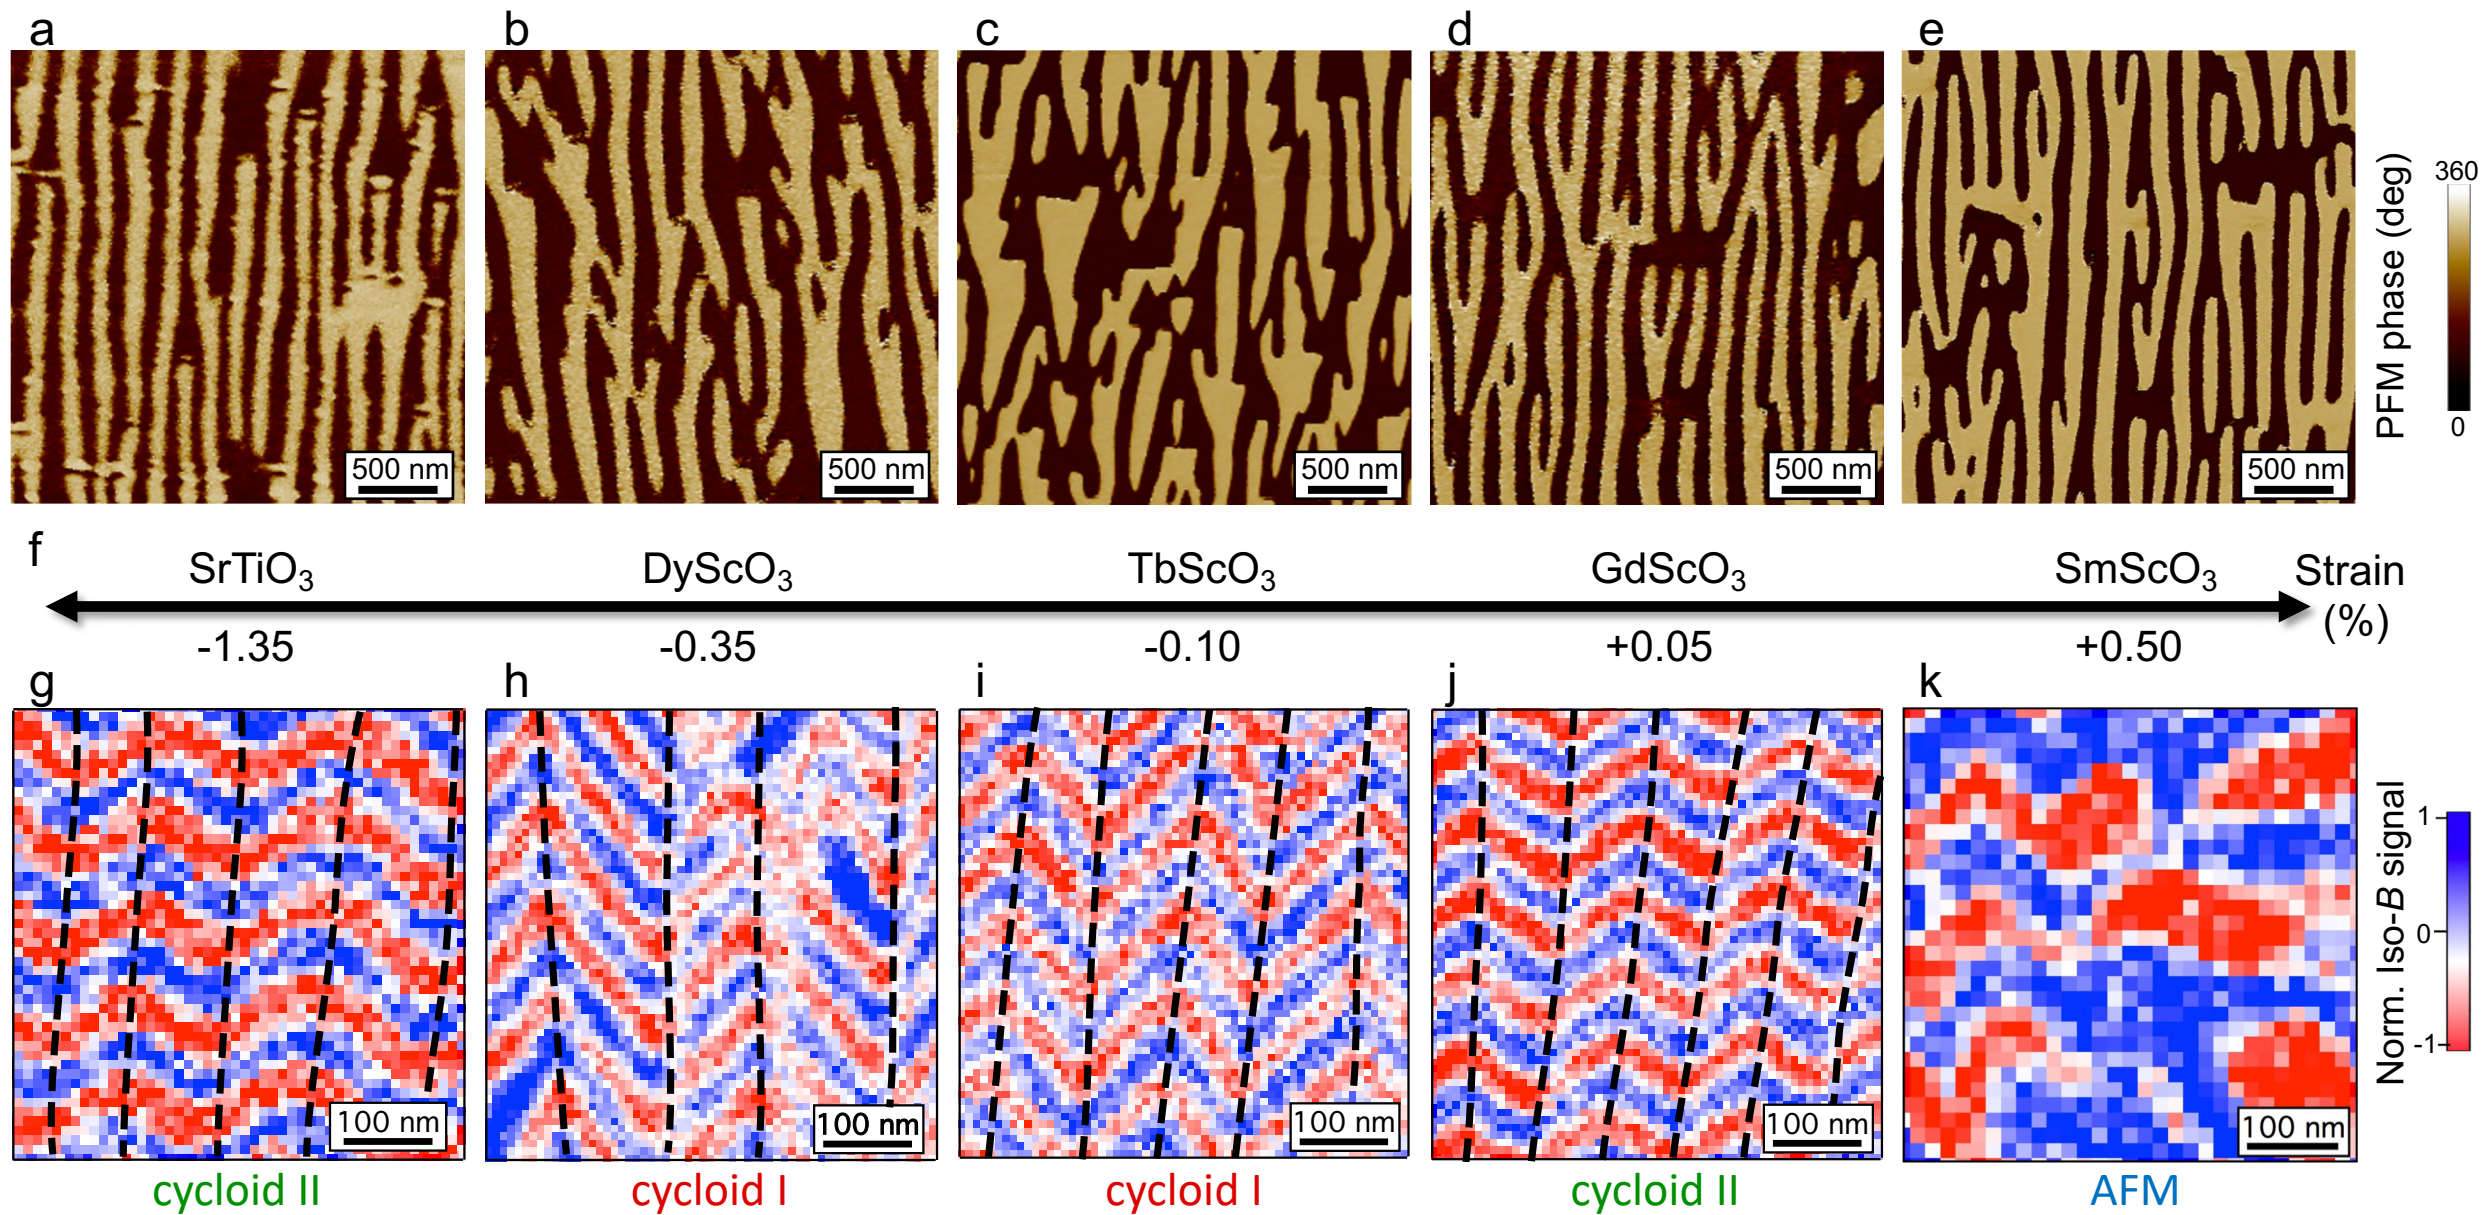 a b c d e
500 nm 500 nm 500 nm 500 nm 500 nm
PFM phase (deg)
360
0
f
SrTiO₃ DyScO₃ TbScO₃ GdScO₃ SmScO₃ Strain
(%)
-1.35 -0.35 -0.10 +0.05 +0.50
g h i j k
100 nm 100 nm 100 nm 100 nm 100 nm
Norm. Iso-B signal
1
0
-1
cycloid II cycloid I cycloid I cycloid II AFM